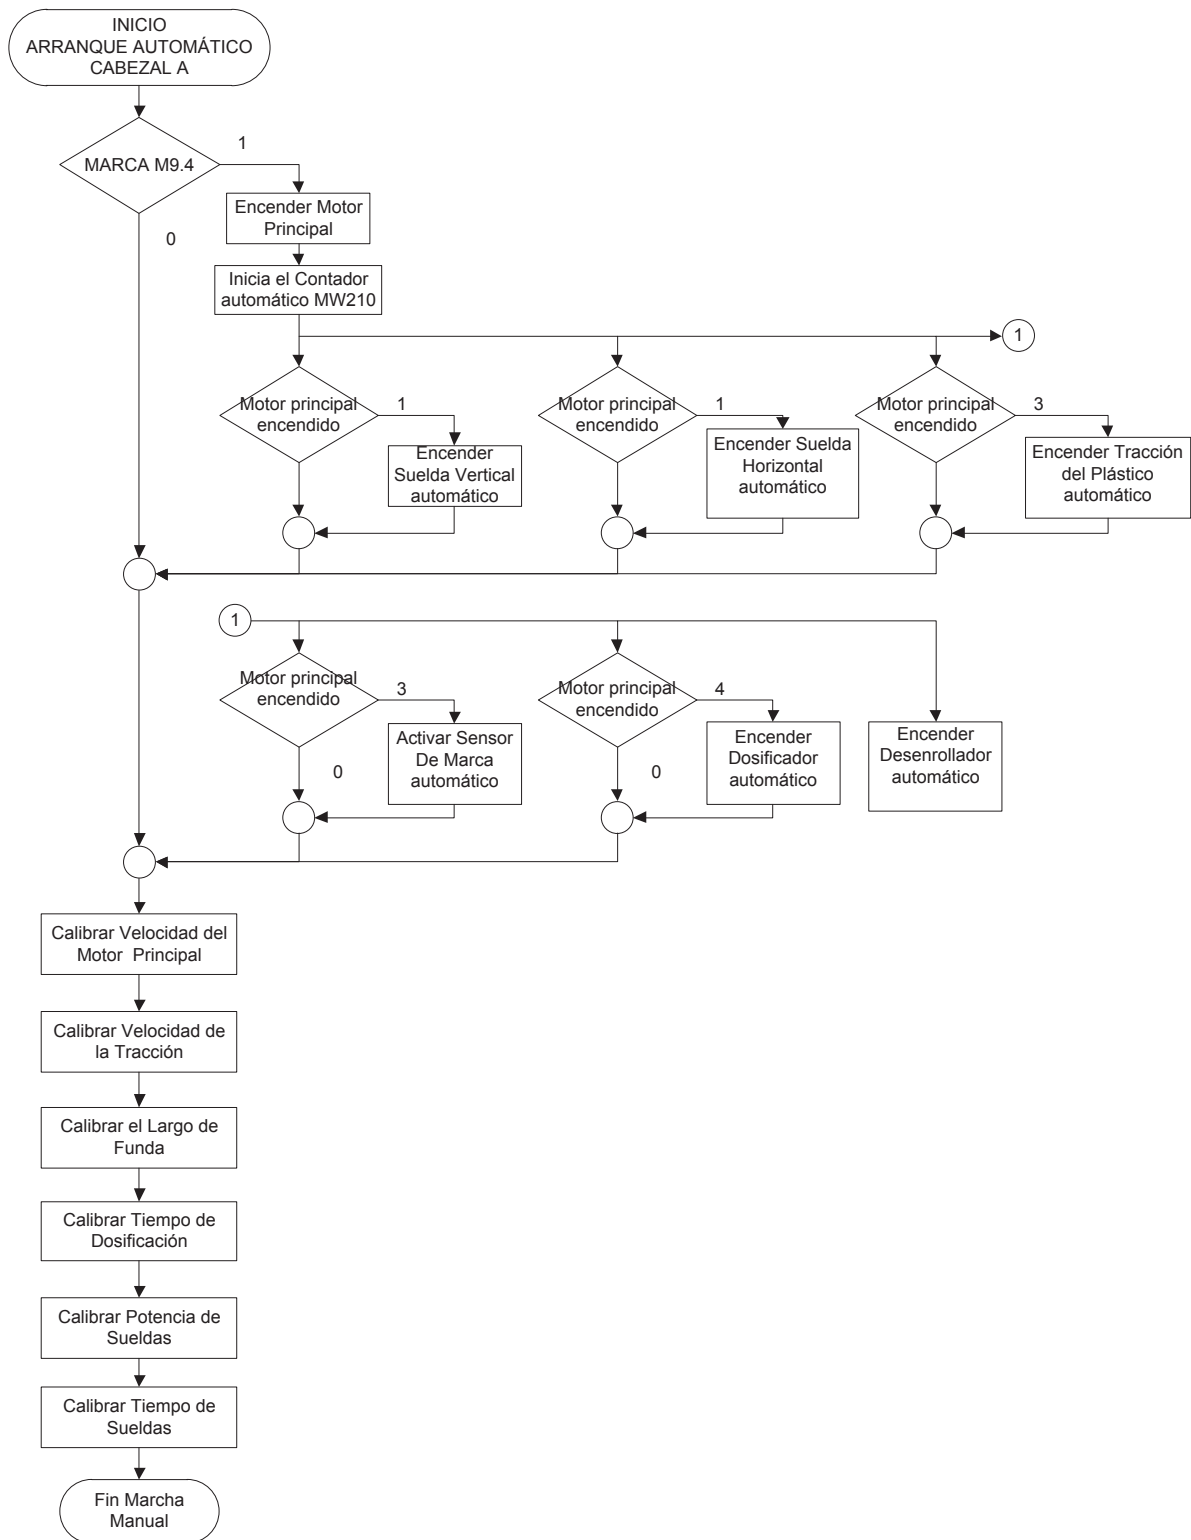 INICIO
ARRANQUE AUTOMÁTICO
CABEZAL A
MARCA M9.4
1
0
Encender Motor
Principal
Inicia el Contador
automático MW210
1
Motor principal
encendido
1
Encender
Suelda Vertical
automático
Motor principal
encendido
1
Encender Suelda
Horizontal
automático
Motor principal
encendido
3
Encender Tracción
del Plástico
automático
1
Motor principal
encendido
3
0
Activar Sensor
De Marca
automático
Motor principal
encendido
4
0
Encender
Dosificador
automático
Encender
Desenrollador
automático
Calibrar Velocidad del
Motor Principal
Calibrar Velocidad de
la Tracción
Calibrar el Largo de
Funda
Calibrar Tiempo de
Dosificación
Calibrar Potencia de
Sueldas
Calibrar Tiempo de
Sueldas
Fin Marcha
Manual